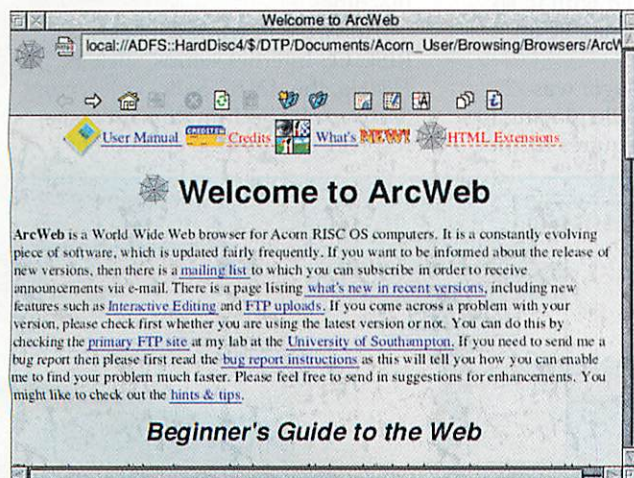 Welcome to ArcWeb
local://ADFS::HardDisc4/$/DTP/Documents/Acorn_User/Browsing/Browsers/ArcW
User Manual CREDITS Credits What's NEW! HTML Extensions
Welcome to ArcWeb
ArcWeb is a World Wide Web browser for Acorn RISC OS computers. It is a constantly evolving
piece of software, which is updated fairly frequently. If you want to be informed about the release of
new versions, then there is a mailing list to which you can subscribe in order to receive
announcements via e-mail. There is a page listing what's new in recent versions, including new
features such as Interactive Editing and FTP uploads. If you come across a problem with your
version, please check first whether you are using the latest version or not. You can do this by
checking the primary FTP site at my lab at the University of Southampton. If you need to send me a
bug report then please first read the bug report instructions as this will tell you how you can enable
me to find your problem much faster. Please feel free to send in suggestions for enhancements. You
might like to check out the hints & tips.
Beginner's Guide to the Web